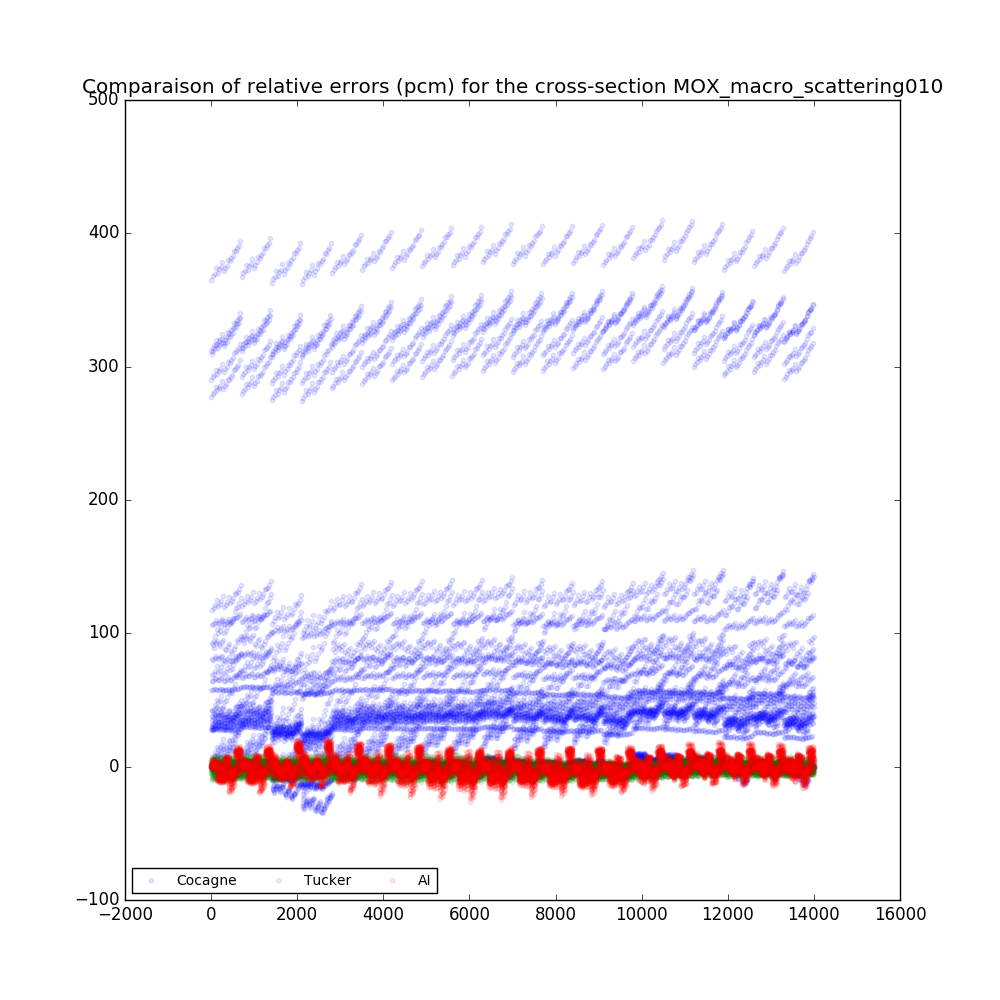 Comparaison of relative errors (pcm) for the cross-section MOX_macro_scattering010
500
400
300
200
100
0
−100
Cocagne Tucker AI
−2000 0 2000 4000 6000 8000 10000 12000 14000 16000